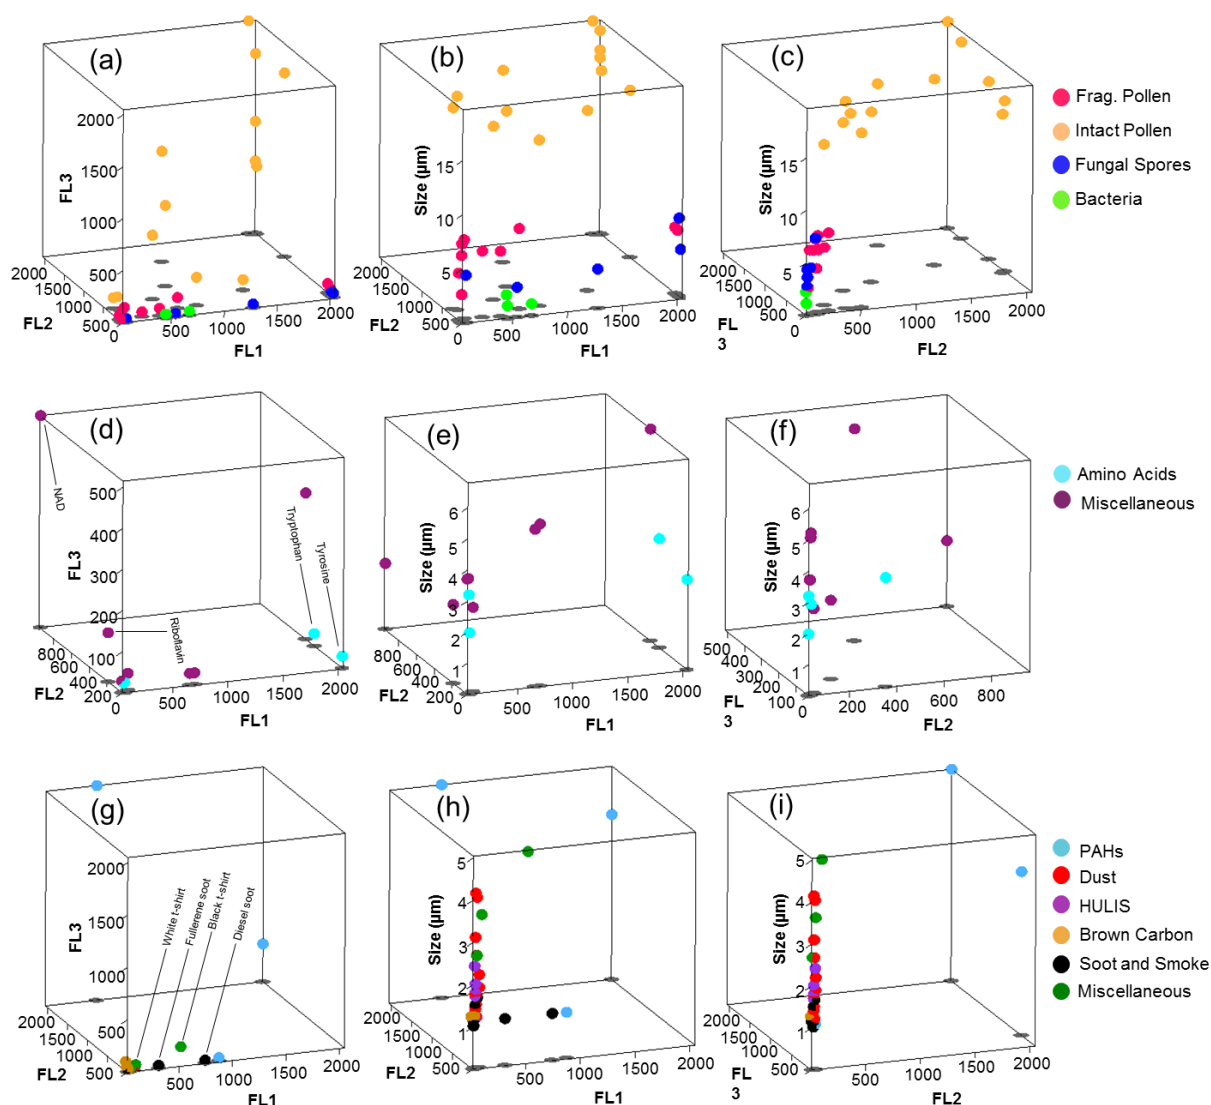 (a)
FL3
2000
1500
1000
500
2000
1500
1000
500
FL2
0
500
1000
1500
2000
FL1
(b)
Size (µm)
15
10
5
2000
1500
1000
500
FL2
0
500
1000
1500
2000
FL1
(c)
Size (µm)
15
10
5
2000
1500
1000
500
FL
3
0
500
1000
1500
2000
FL2
Frag. Pollen
Intact Pollen
Fungal Spores
Bacteria
(d)
FL3
500
400
300
200
100
800
600
400
200
FL2
0
500
1000
1500
2000
FL1
NAD
Riboflavin
Tryptophan
Tyrosine
(e)
Size (µm)
6
5
4
3
2
1
800
600
400
200
FL2
0
500
1000
1500
2000
FL1
(f)
Size (µm)
6
5
4
3
2
1
500
400
300
200
100
FL
3
0
200
400
600
800
FL2
Amino Acids
Miscellaneous
(g)
FL3
2000
1500
1000
500
2000
1500
1000
500
FL2
0
500
1000
1500
2000
FL1
White t-shirt
Fullerene soot
Black t-shirt
Diesel soot
(h)
Size (µm)
5
4
3
2
1
2000
1500
1000
500
FL2
0
500
1000
1500
2000
FL1
(i)
Size (µm)
5
4
3
2
1
2000
1500
1000
500
FL
3
0
500
1000
1500
2000
FL2
PAHs
Dust
HULIS
Brown Carbon
Soot and Smoke
Miscellaneous